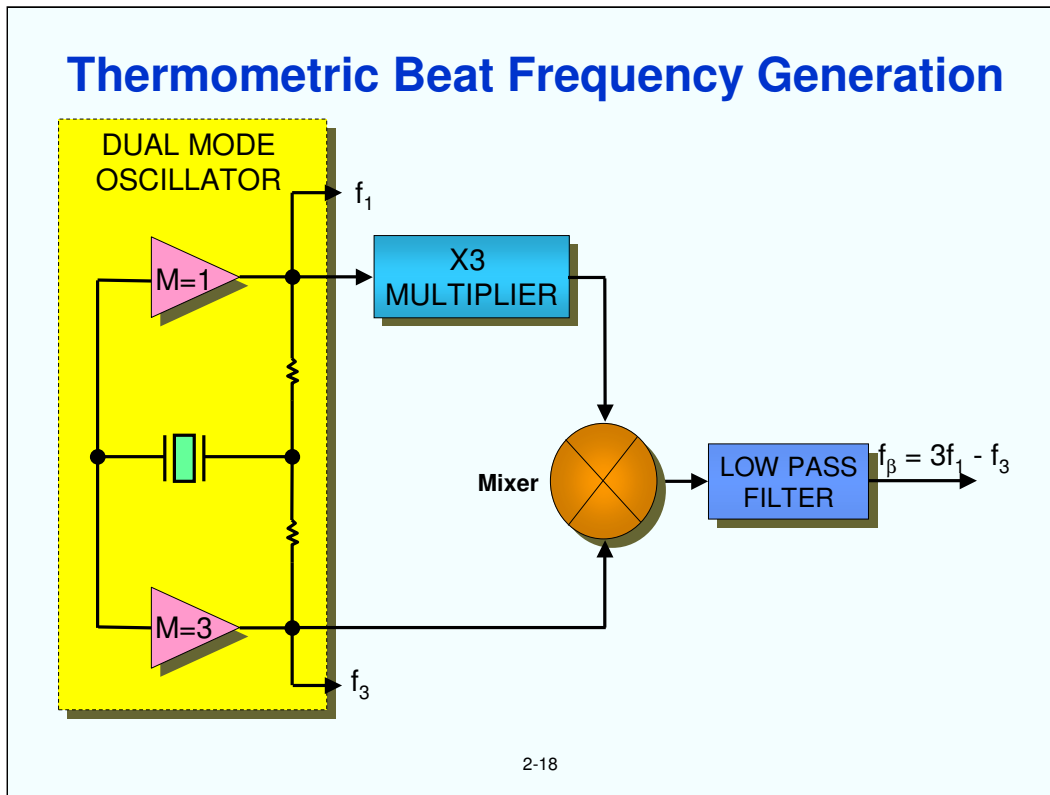 Thermometric Beat Frequency Generation
DUAL MODE
OSCILLATOR
f₁
M=1
X3
MULTIPLIER
Mixer
LOW PASS
FILTER
fᵦ = 3f₁ - f₃
M=3
f₃
2-18